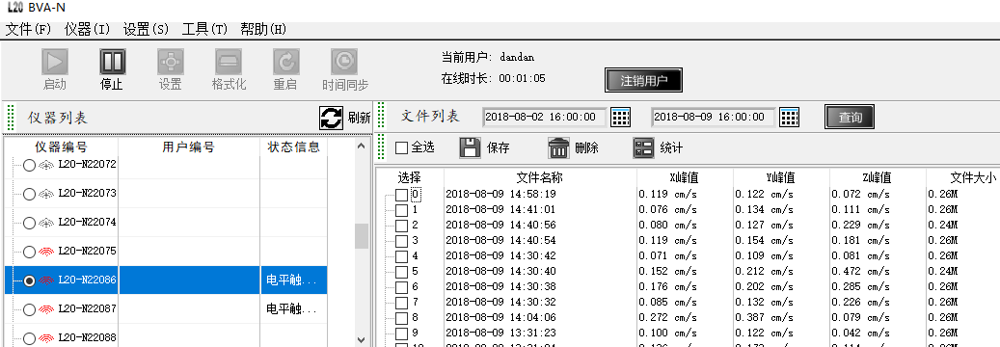 L20 BVA-N
文件(F) 仪器(I) 设置(S) 工具(T) 帮助(H)
启动 停止 设置 格式化 重启 时间同步
当前用户: dandan
在线时长: 00:01:05
注销用户
仪器列表 刷新
仪器编号 用户编号 状态信息
L20-N22072
L20-N22073
L20-N22074
L20-N22075
L20-N22086 电平触...
L20-N22087 电平触...
L20-N22088
文件列表 2018-08-02 16:00:00 2018-08-09 16:00:00 查询
全选 保存 删除 统计
选择 文件名称 X峰值 Y峰值 Z峰值 文件大小
0 2018-08-09 14:58:19 0.119 cm/s 0.122 cm/s 0.072 cm/s 0.26M
1 2018-08-09 14:41:01 0.076 cm/s 0.134 cm/s 0.111 cm/s 0.26M
2 2018-08-09 14:40:56 0.080 cm/s 0.127 cm/s 0.229 cm/s 0.24M
3 2018-08-09 14:40:54 0.119 cm/s 0.154 cm/s 0.181 cm/s 0.26M
4 2018-08-09 14:30:42 0.071 cm/s 0.109 cm/s 0.081 cm/s 0.26M
5 2018-08-09 14:30:40 0.152 cm/s 0.212 cm/s 0.472 cm/s 0.24M
6 2018-08-09 14:30:38 0.176 cm/s 0.202 cm/s 0.285 cm/s 0.26M
7 2018-08-09 14:30:32 0.085 cm/s 0.132 cm/s 0.226 cm/s 0.26M
8 2018-08-09 14:04:06 0.272 cm/s 0.387 cm/s 0.079 cm/s 0.26M
9 2018-08-09 13:31:23 0.100 cm/s 0.122 cm/s 0.042 cm/s 0.26M